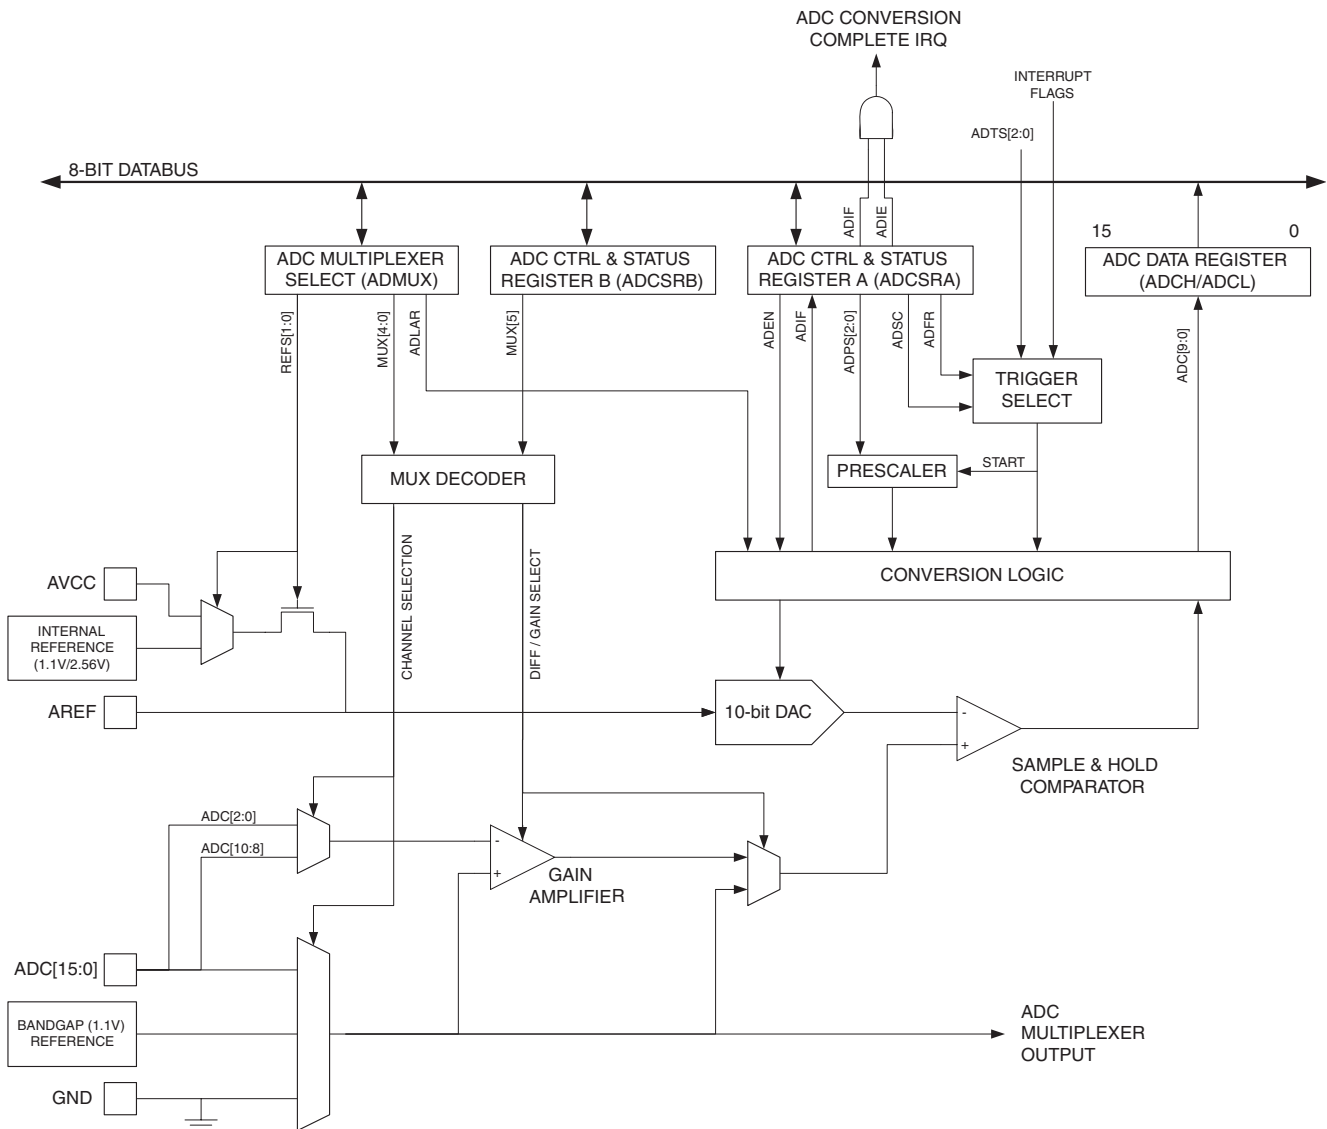 ADC CONVERSION
COMPLETE IRQ
INTERRUPT
FLAGS
ADTS[2:0]
8-BIT DATABUS
ADIF
ADIE
15
0
ADC MULTIPLEXER
SELECT (ADMUX)
ADC CTRL & STATUS
REGISTER B (ADCSRB)
ADC CTRL & STATUS
REGISTER A (ADCSRA)
ADC DATA REGISTER
(ADCH/ADCL)
REFS[1:0]
MUX[4:0]
ADLAR
MUX[5]
ADEN
ADIF
ADPS[2:0]
ADSC
ADFR
ADC[9:0]
TRIGGER
SELECT
MUX DECODER
PRESCALER
START
CHANNEL SELECTION
DIFF / GAIN SELECT
CONVERSION LOGIC
AVCC
INTERNAL
REFERENCE
(1.1V/2.56V)
AREF
10-bit DAC
-
+
SAMPLE & HOLD
COMPARATOR
ADC[2:0]
ADC[10:8]
-
+
GAIN
AMPLIFIER
ADC[15:0]
BANDGAP (1.1V)
REFERENCE
ADC
MULTIPLEXER
OUTPUT
GND